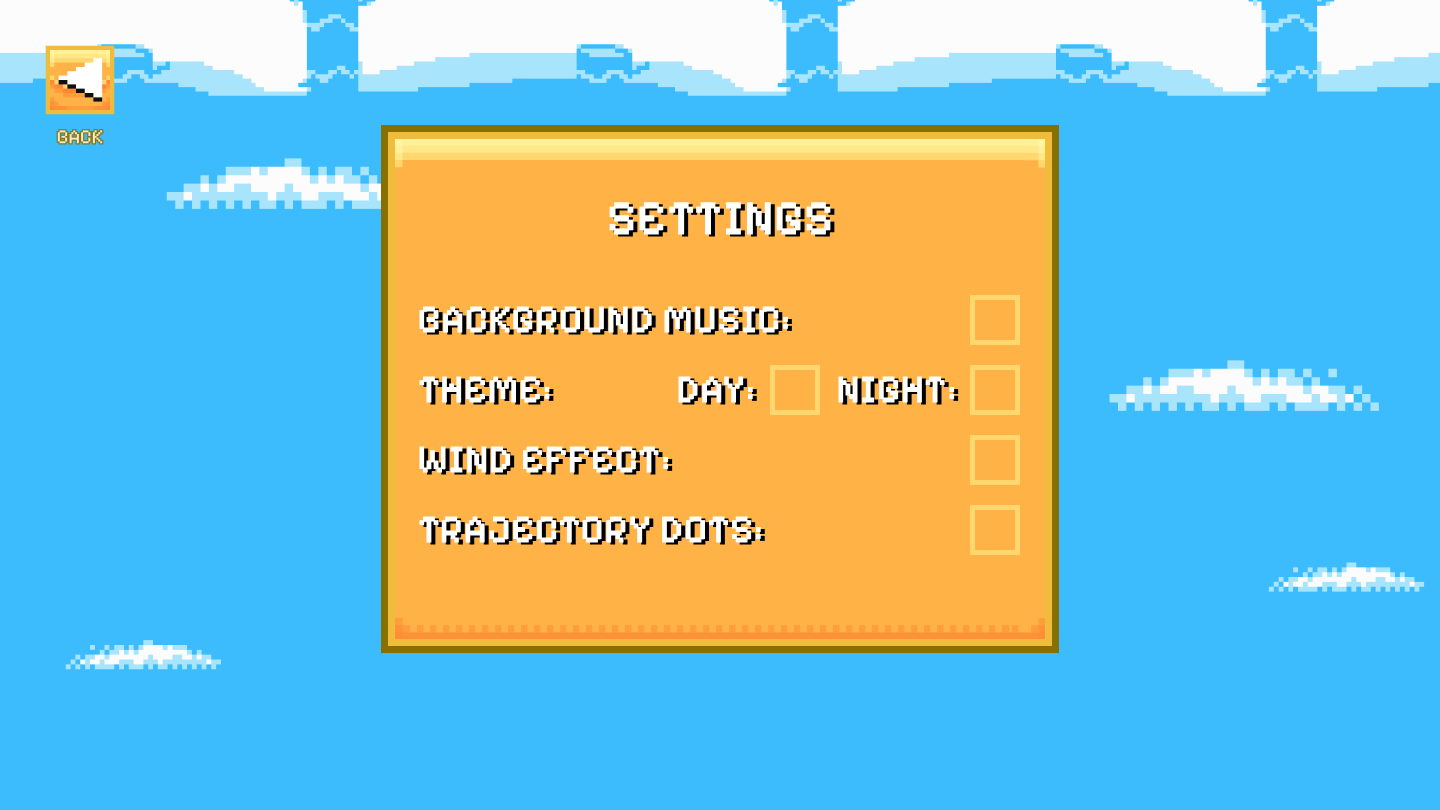 BACK
SETTINGS
BACKGROUND MUSIC:
THEME: DAY: NIGHT:
WIND EFFECT:
TRAJECTORY DOTS: